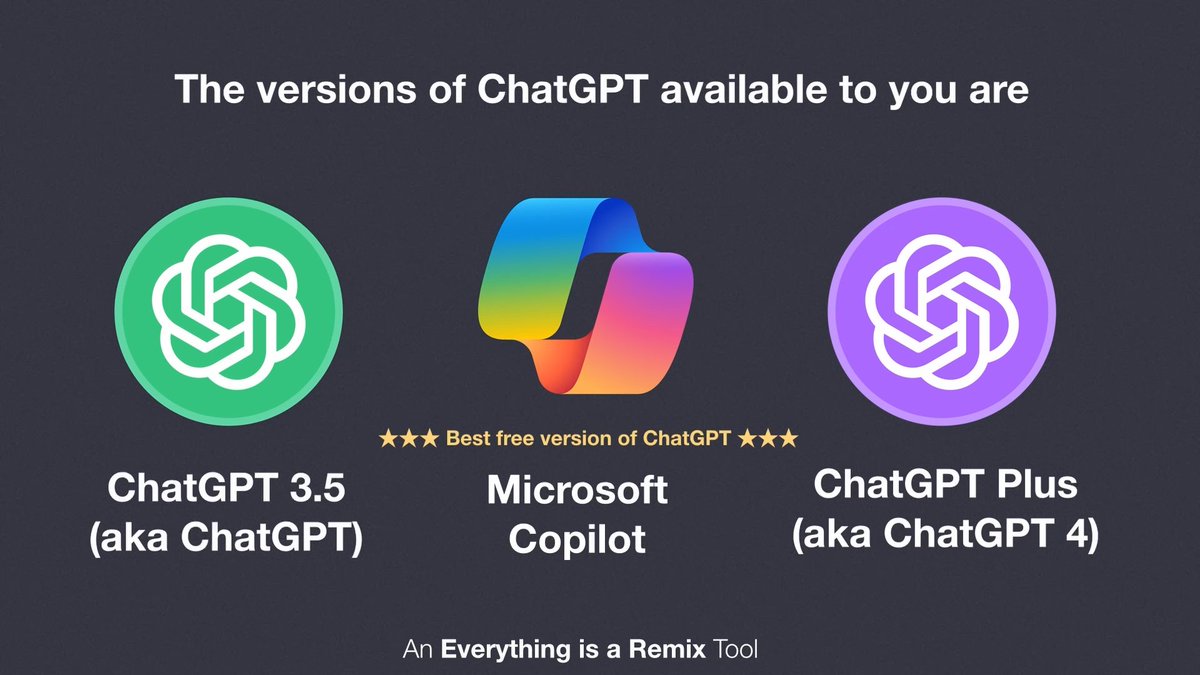 The versions of ChatGPT available to you are
★★★ Best free version of ChatGPT ★★★
ChatGPT 3.5
(aka ChatGPT)
Microsoft
Copilot
ChatGPT Plus
(aka ChatGPT 4)
An Everything is a Remix Tool